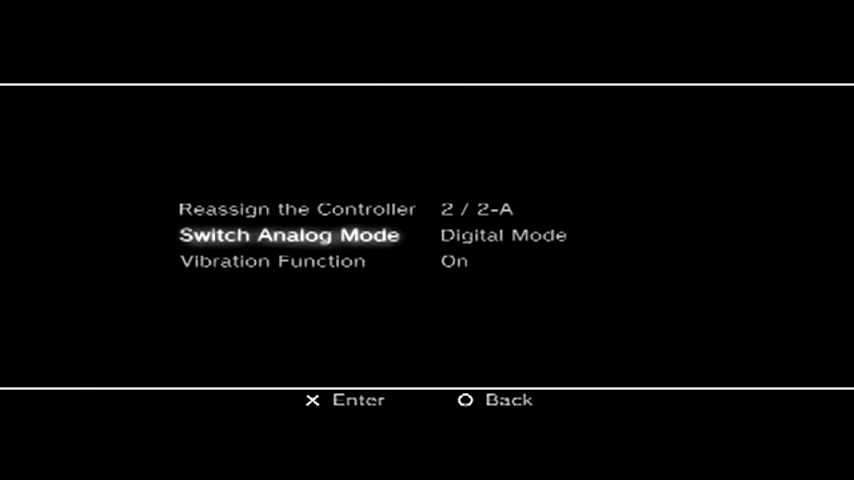 Reassign the Controller 2 / 2-A
Switch Analog Mode Digital Mode
Vibration Function On
Enter Back